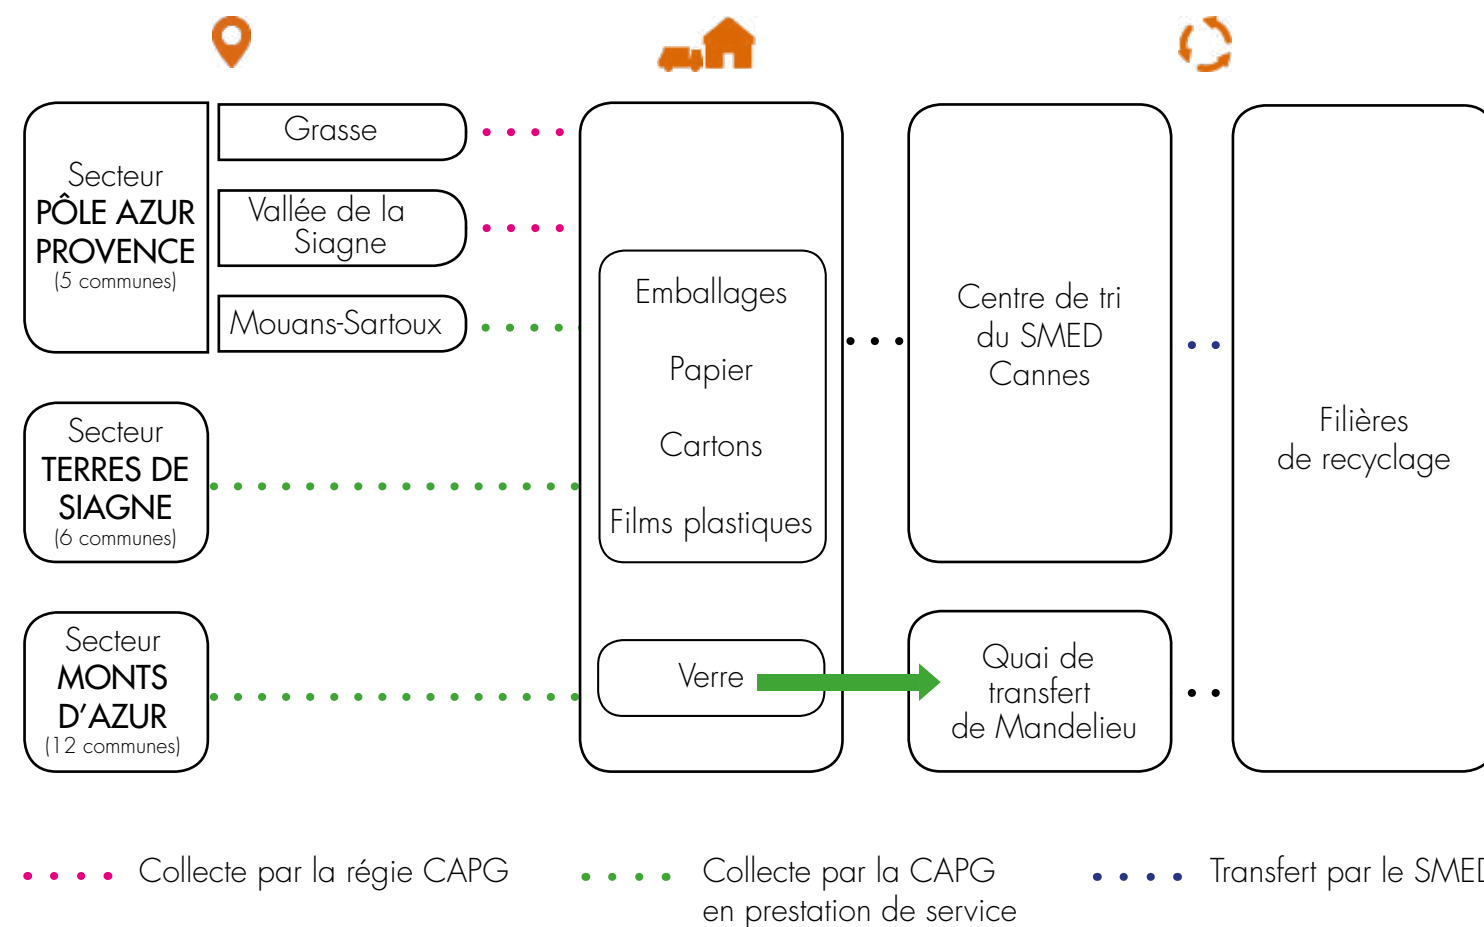 Secteur
PÔLE AZUR
PROVENCE
(5 communes)
Grasse
Vallée de la
Siagne
Mouans-Sartoux
Secteur
TERRES DE
SIAGNE
(6 communes)
Secteur
MONTS
D’AZUR
(12 communes)
Emballages
Papier
Cartons
Films plastiques
Verre
Centre de tri
du SMED
Cannes
Quai de
transfert
de Mandelieu
Filières
de recyclage
Collecte par la régie CAPG
Collecte par la CAPG
en prestation de service
Transfert par le SMED